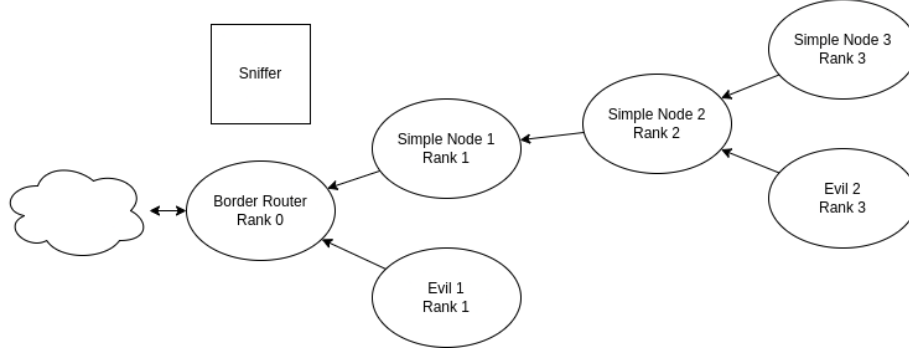 Sniffer
Simple Node 3
Rank 3
Simple Node 2
Rank 2
Simple Node 1
Rank 1
Border Router
Rank 0
Evil 2
Rank 3
Evil 1
Rank 1